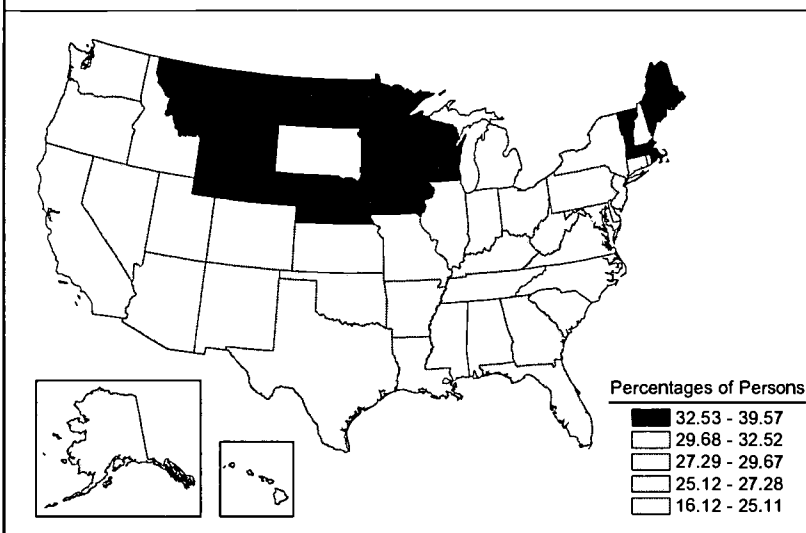 Percentages of Persons
32.53 - 39.57
29.68 - 32.52
27.29 - 29.67
25.12 - 27.28
16.12 - 25.11